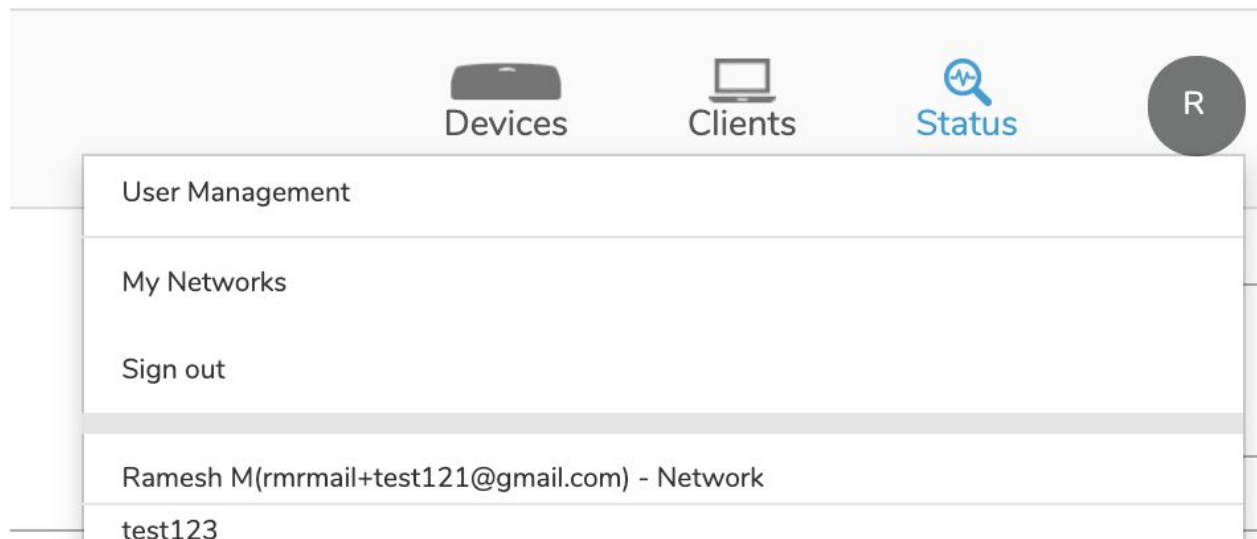 Devices Clients Status R
User Management
My Networks
Sign out
Ramesh M(rmrmail+test121@gmail.com) - Network
test123